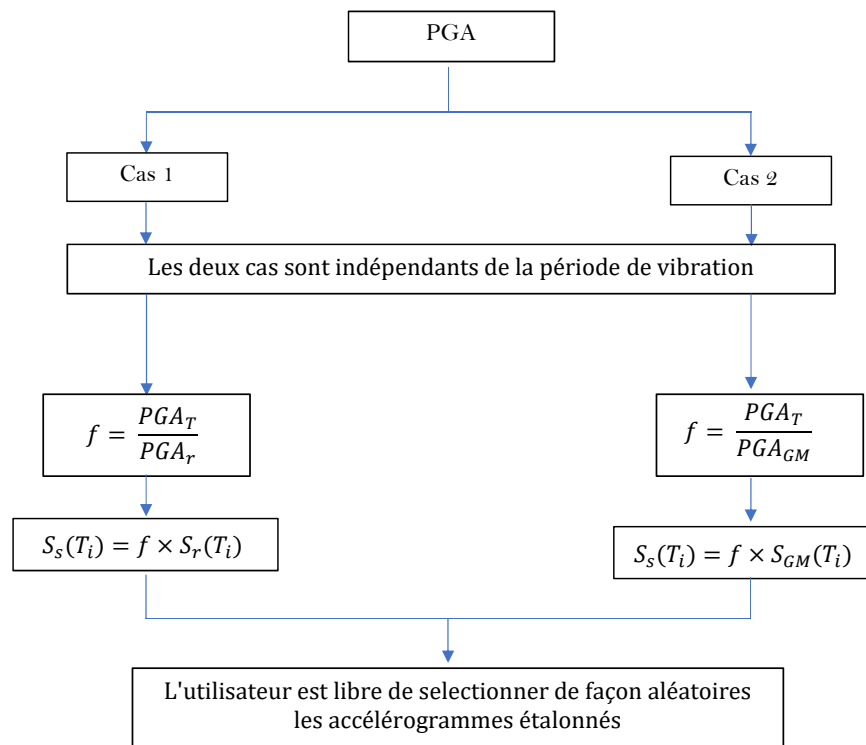 PGA
Cas 1
Cas 2
Les deux cas sont indépendants de la période de vibration
f = PGA_T / PGA_r
f = PGA_T / PGA_GM
S_s(T_i) = f × S_r(T_i)
S_s(T_i) = f × S_GM(T_i)
L'utilisateur est libre de selectionner de façon aléatoires
les accélérogrammes étalonnés